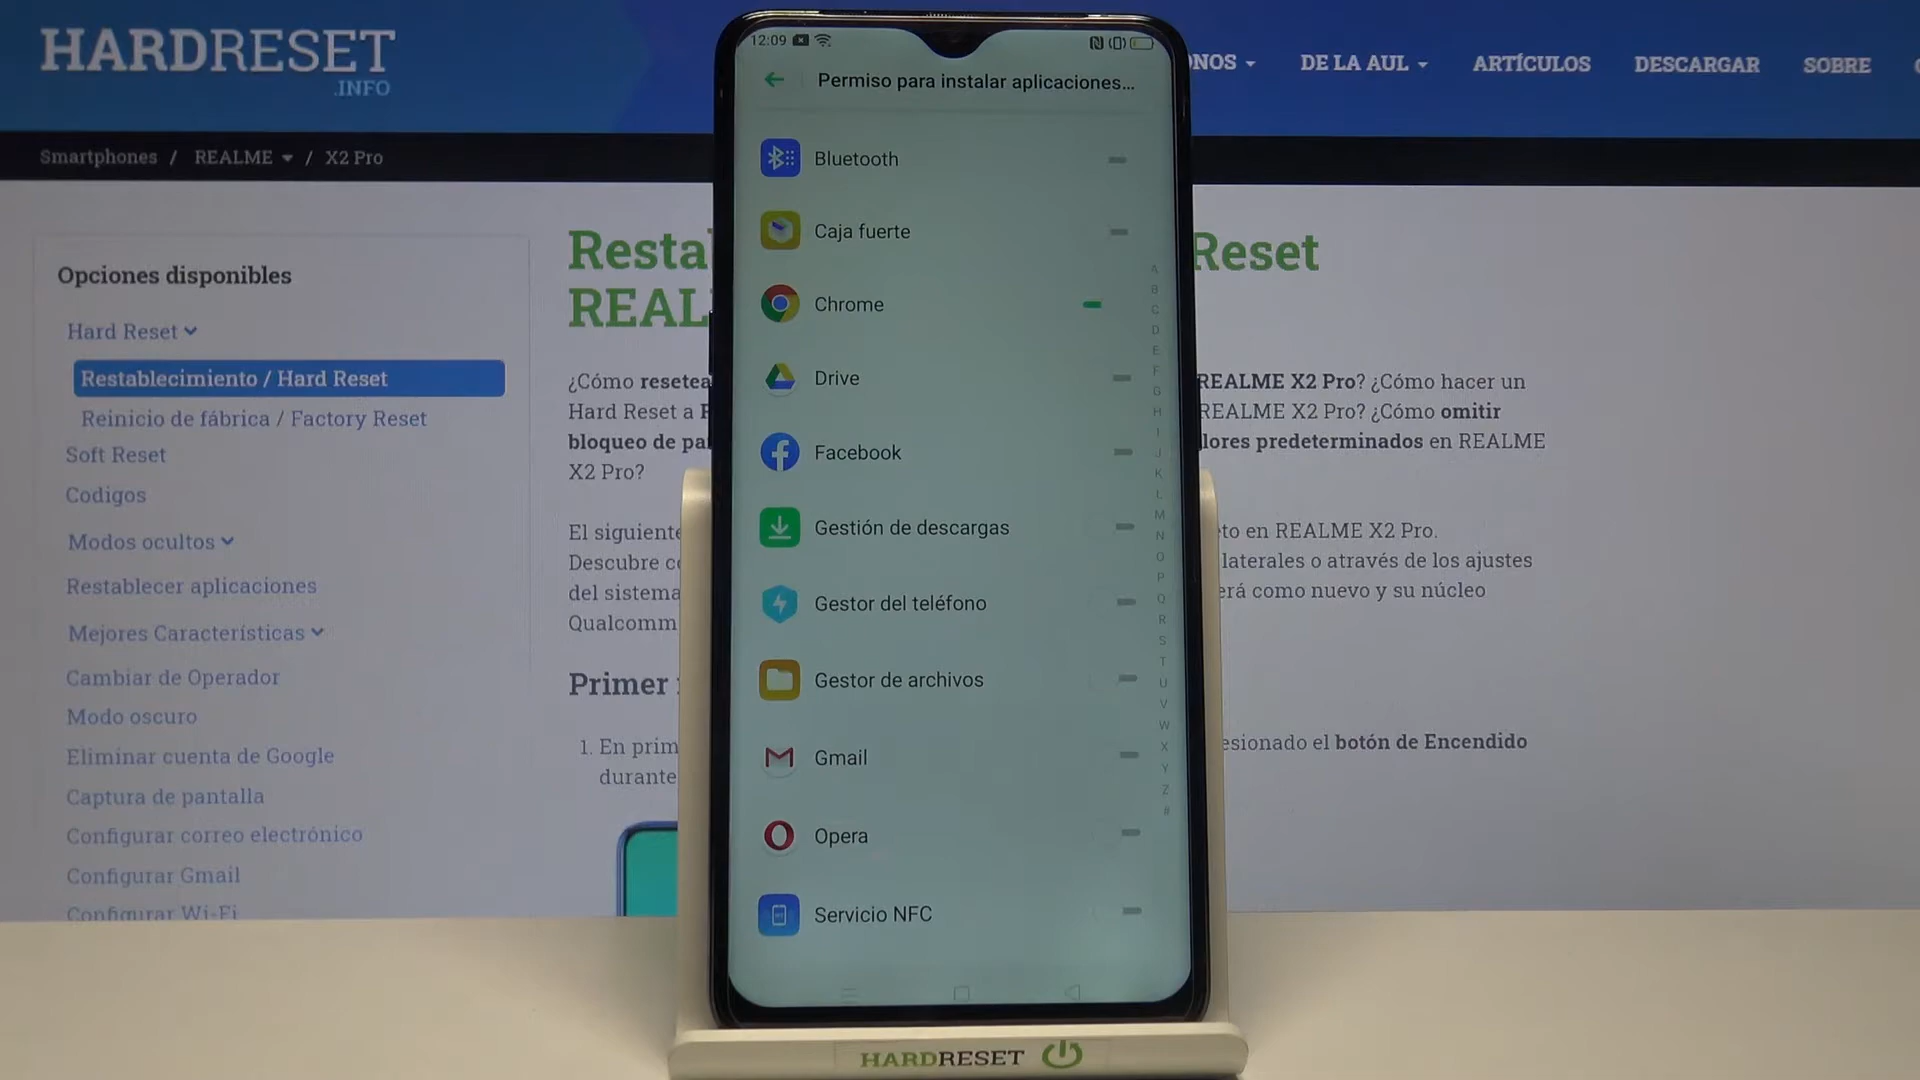 HARDRESET
.INFO
NOS
DE LA AUL
ARTÍCULOS
DESCARGAR
SOBRE
Smartphones / REALME / X2 Pro
Opciones disponibles
Hard Reset
Restablecimiento / Hard Reset
Reinicio de fábrica / Factory Reset
Soft Reset
Codigos
Modos ocultos
Restablecer aplicaciones
Mejores Características
Cambiar de Operador
Modo oscuro
Eliminar cuenta de Google
Captura de pantalla
Configurar correo electrónico
Configurar Gmail
Configurar Wi-Fi
Resta
Reset
REAL
¿Cómo resetea
REALME X2 Pro? ¿Cómo hacer un
Hard Reset a
REALME X2 Pro? ¿Cómo omitir
bloqueo de pa
lores predeterminados en REALME
X2 Pro?
El siguiente
to en REALME X2 Pro.
Descubre c
laterales o através de los ajustes
del sistema
erá como nuevo y su núcleo
Qualcomm
Primer
1. En prim
esionado el botón de Encendido
durante
12:09
Permiso para instalar aplicaciones...
Bluetooth
Caja fuerte
Chrome
Drive
Facebook
Gestión de descargas
Gestor del teléfono
Gestor de archivos
Gmail
Opera
Servicio NFC
A
B
C
D
E
F
G
H
I
J
K
L
M
N
O
P
Q
R
S
T
U
V
W
X
Y
Z
#
HARDRESET